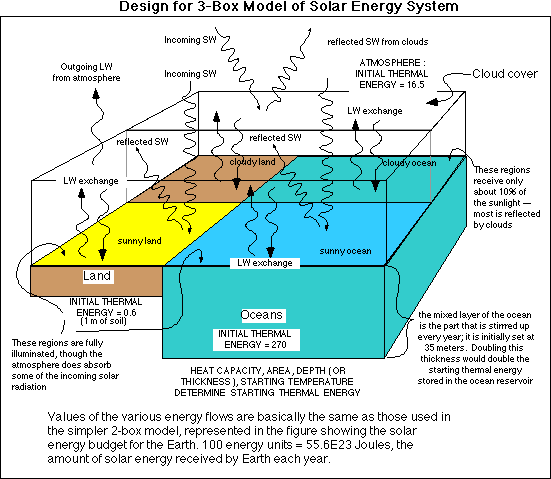 Design for 3-Box Model of Solar Energy System
Incoming SW
reflected SW from clouds
Outgoing LW
from atmosphere
Incoming SW
ATMOSPHERE :
INITIAL THERMAL
ENERGY = 16.5
Cloud cover
LW exchange
reflected SW
reflected SW
cloudy land
cloudy ocean
These regions
receive only
about 10% of
the sunlight —
most is reflected
by clouds
LW exchange
sunny land
sunny ocean
LW exchange
Land
INITIAL THERMAL
ENERGY = 0.6
(1 m of soil)
Oceans
INITIAL THERMAL
ENERGY = 270
These regions are fully
illuminated, though the
atmosphere does absorb
some of the incoming solar
radiation
the mixed layer of the ocean
is the part that is stirred up
every year; it is initially set at
35 meters. Doubling this
thickness would double the
starting thermal energy
stored in the ocean reservoir
HEAT CAPACITY, AREA, DEPTH (OR
THICKNESS), STARTING TEMPERATURE
DETERMINE STARTING THERMAL ENERGY
Values of the various energy flows are basically the same as those used in
the simpler 2-box model, represented in the figure showing the solar
energy budget for the Earth. 100 energy units = 55.6E23 Joules, the
amount of solar energy received by Earth each year.